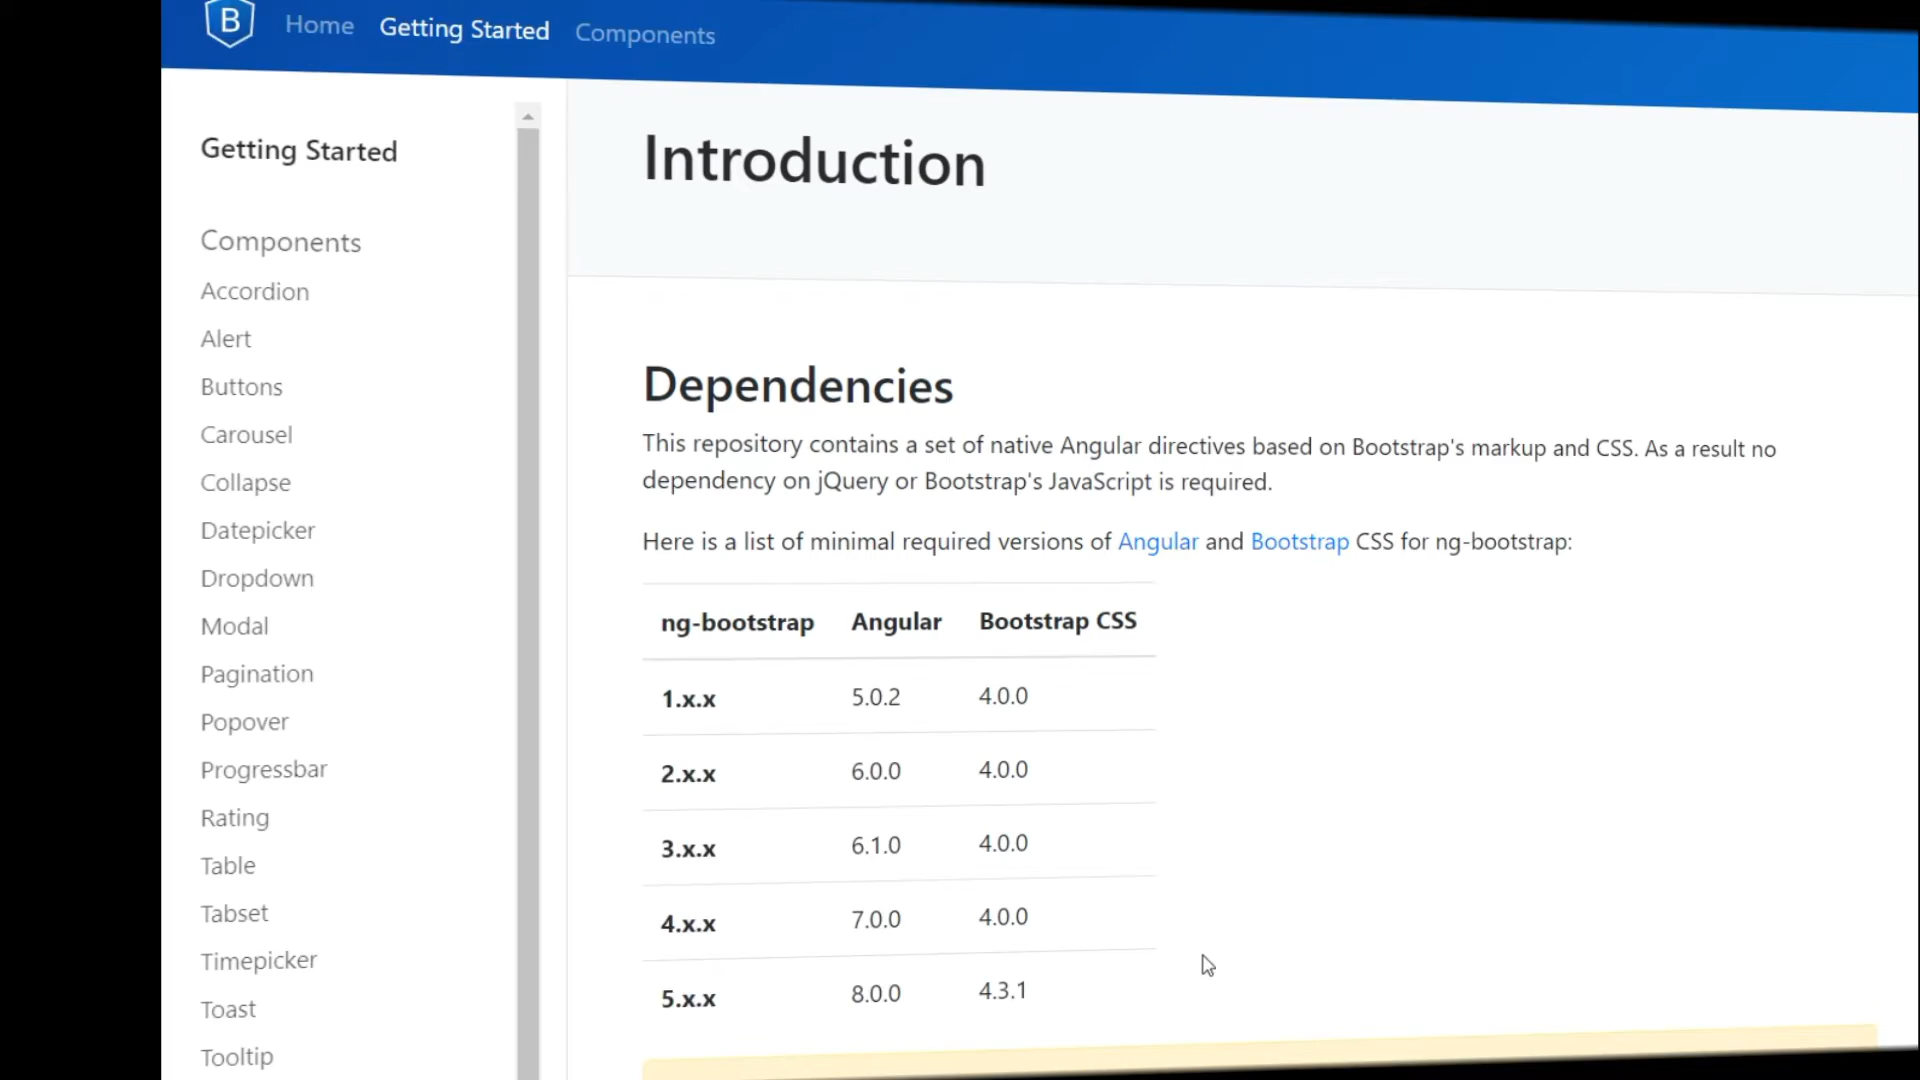 B Home Getting Started Components
Getting Started
Components
Accordion
Alert
Buttons
Carousel
Collapse
Datepicker
Dropdown
Modal
Pagination
Popover
Progressbar
Rating
Table
Tabset
Timepicker
Toast
Tooltip
Introduction
Dependencies
This repository contains a set of native Angular directives based on Bootstrap's markup and CSS. As a result no
dependency on jQuery or Bootstrap's JavaScript is required.
Here is a list of minimal required versions of Angular and Bootstrap CSS for ng-bootstrap:
ng-bootstrap Angular Bootstrap CSS
1.x.x 5.0.2 4.0.0
2.x.x 6.0.0 4.0.0
3.x.x 6.1.0 4.0.0
4.x.x 7.0.0 4.0.0
5.x.x 8.0.0 4.3.1